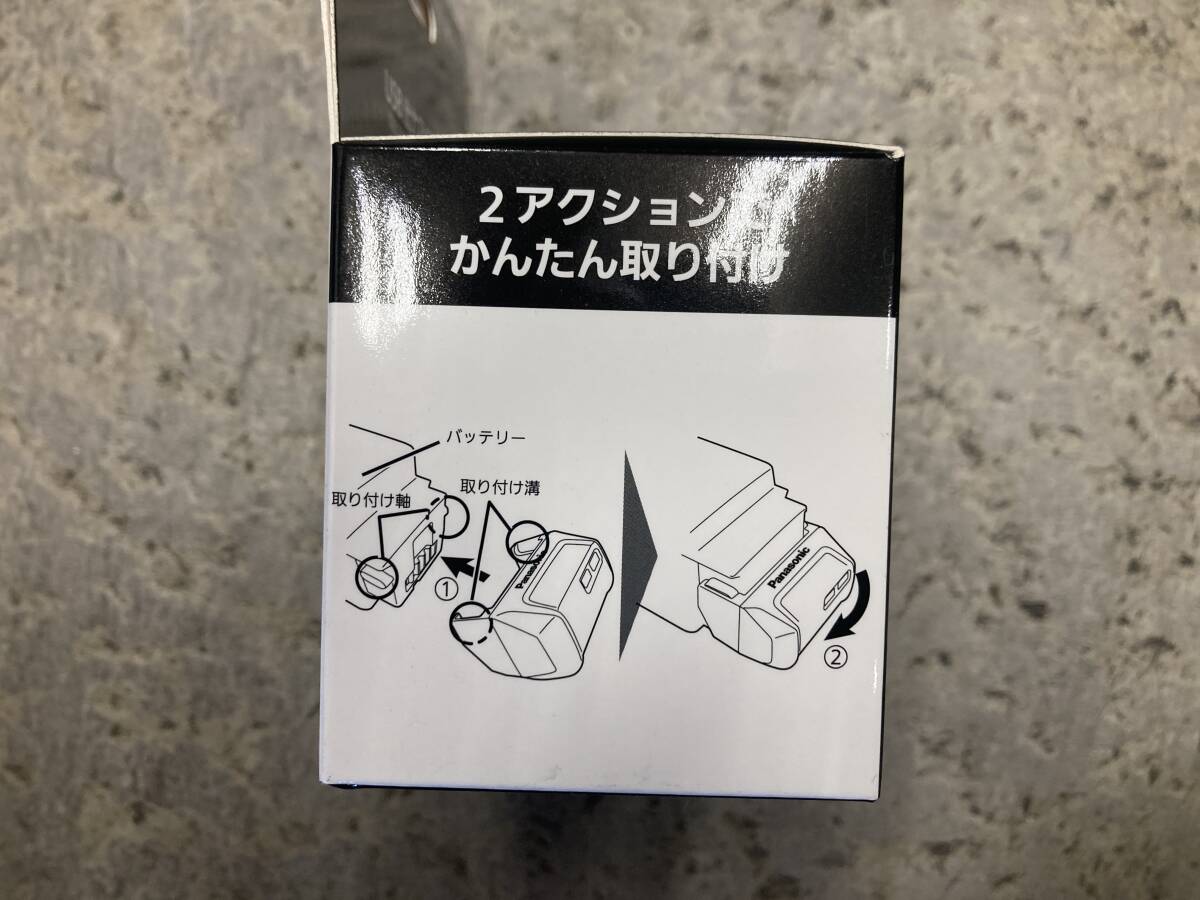 2アクションで
かんたん取り付け
バッテリー
取り付け軸
取り付け溝
①
Panasonic
Panasonic
②